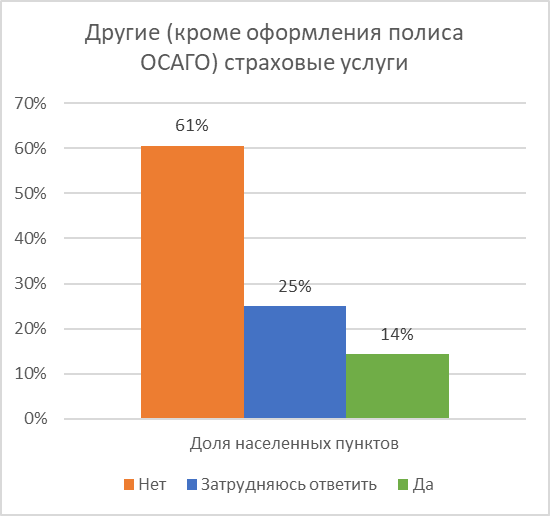 Другие (кроме оформления полиса
ОСАГО) страховые услуги
70%
60%
50%
40%
30%
20%
10%
0%
61%
25%
14%
Доля населенных пунктов
Нет
Затрудняюсь ответить
Да